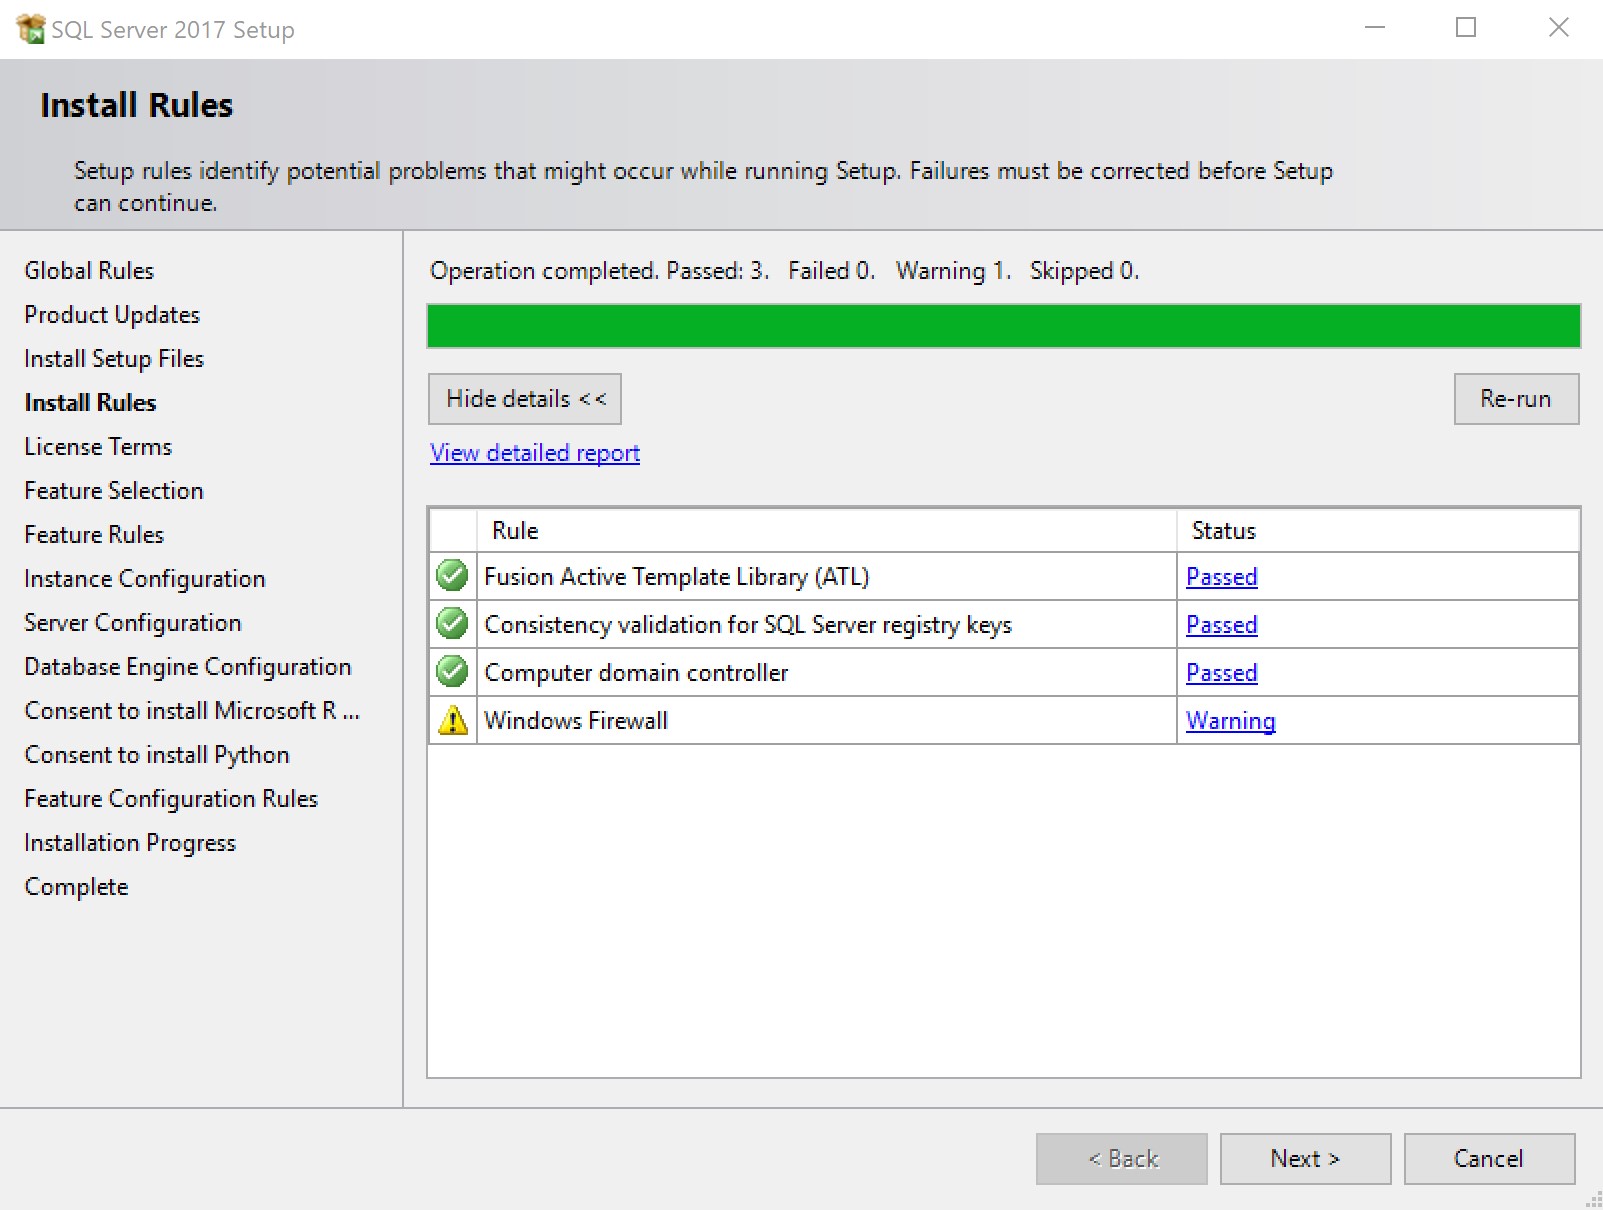 SQL Server 2017 Setup
Install Rules
Setup rules identify potential problems that might occur while running Setup. Failures must be corrected before Setup
can continue.
Global Rules
Product Updates
Install Setup Files
Install Rules
License Terms
Feature Selection
Feature Rules
Instance Configuration
Server Configuration
Database Engine Configuration
Consent to install Microsoft R ...
Consent to install Python
Feature Configuration Rules
Installation Progress
Complete
Operation completed. Passed: 3. Failed 0. Warning 1. Skipped 0.
Hide details << Re-run
View detailed report
Rule Status
Fusion Active Template Library (ATL) Passed
Consistency validation for SQL Server registry keys Passed
Computer domain controller Passed
Windows Firewall Warning
< Back Next > Cancel